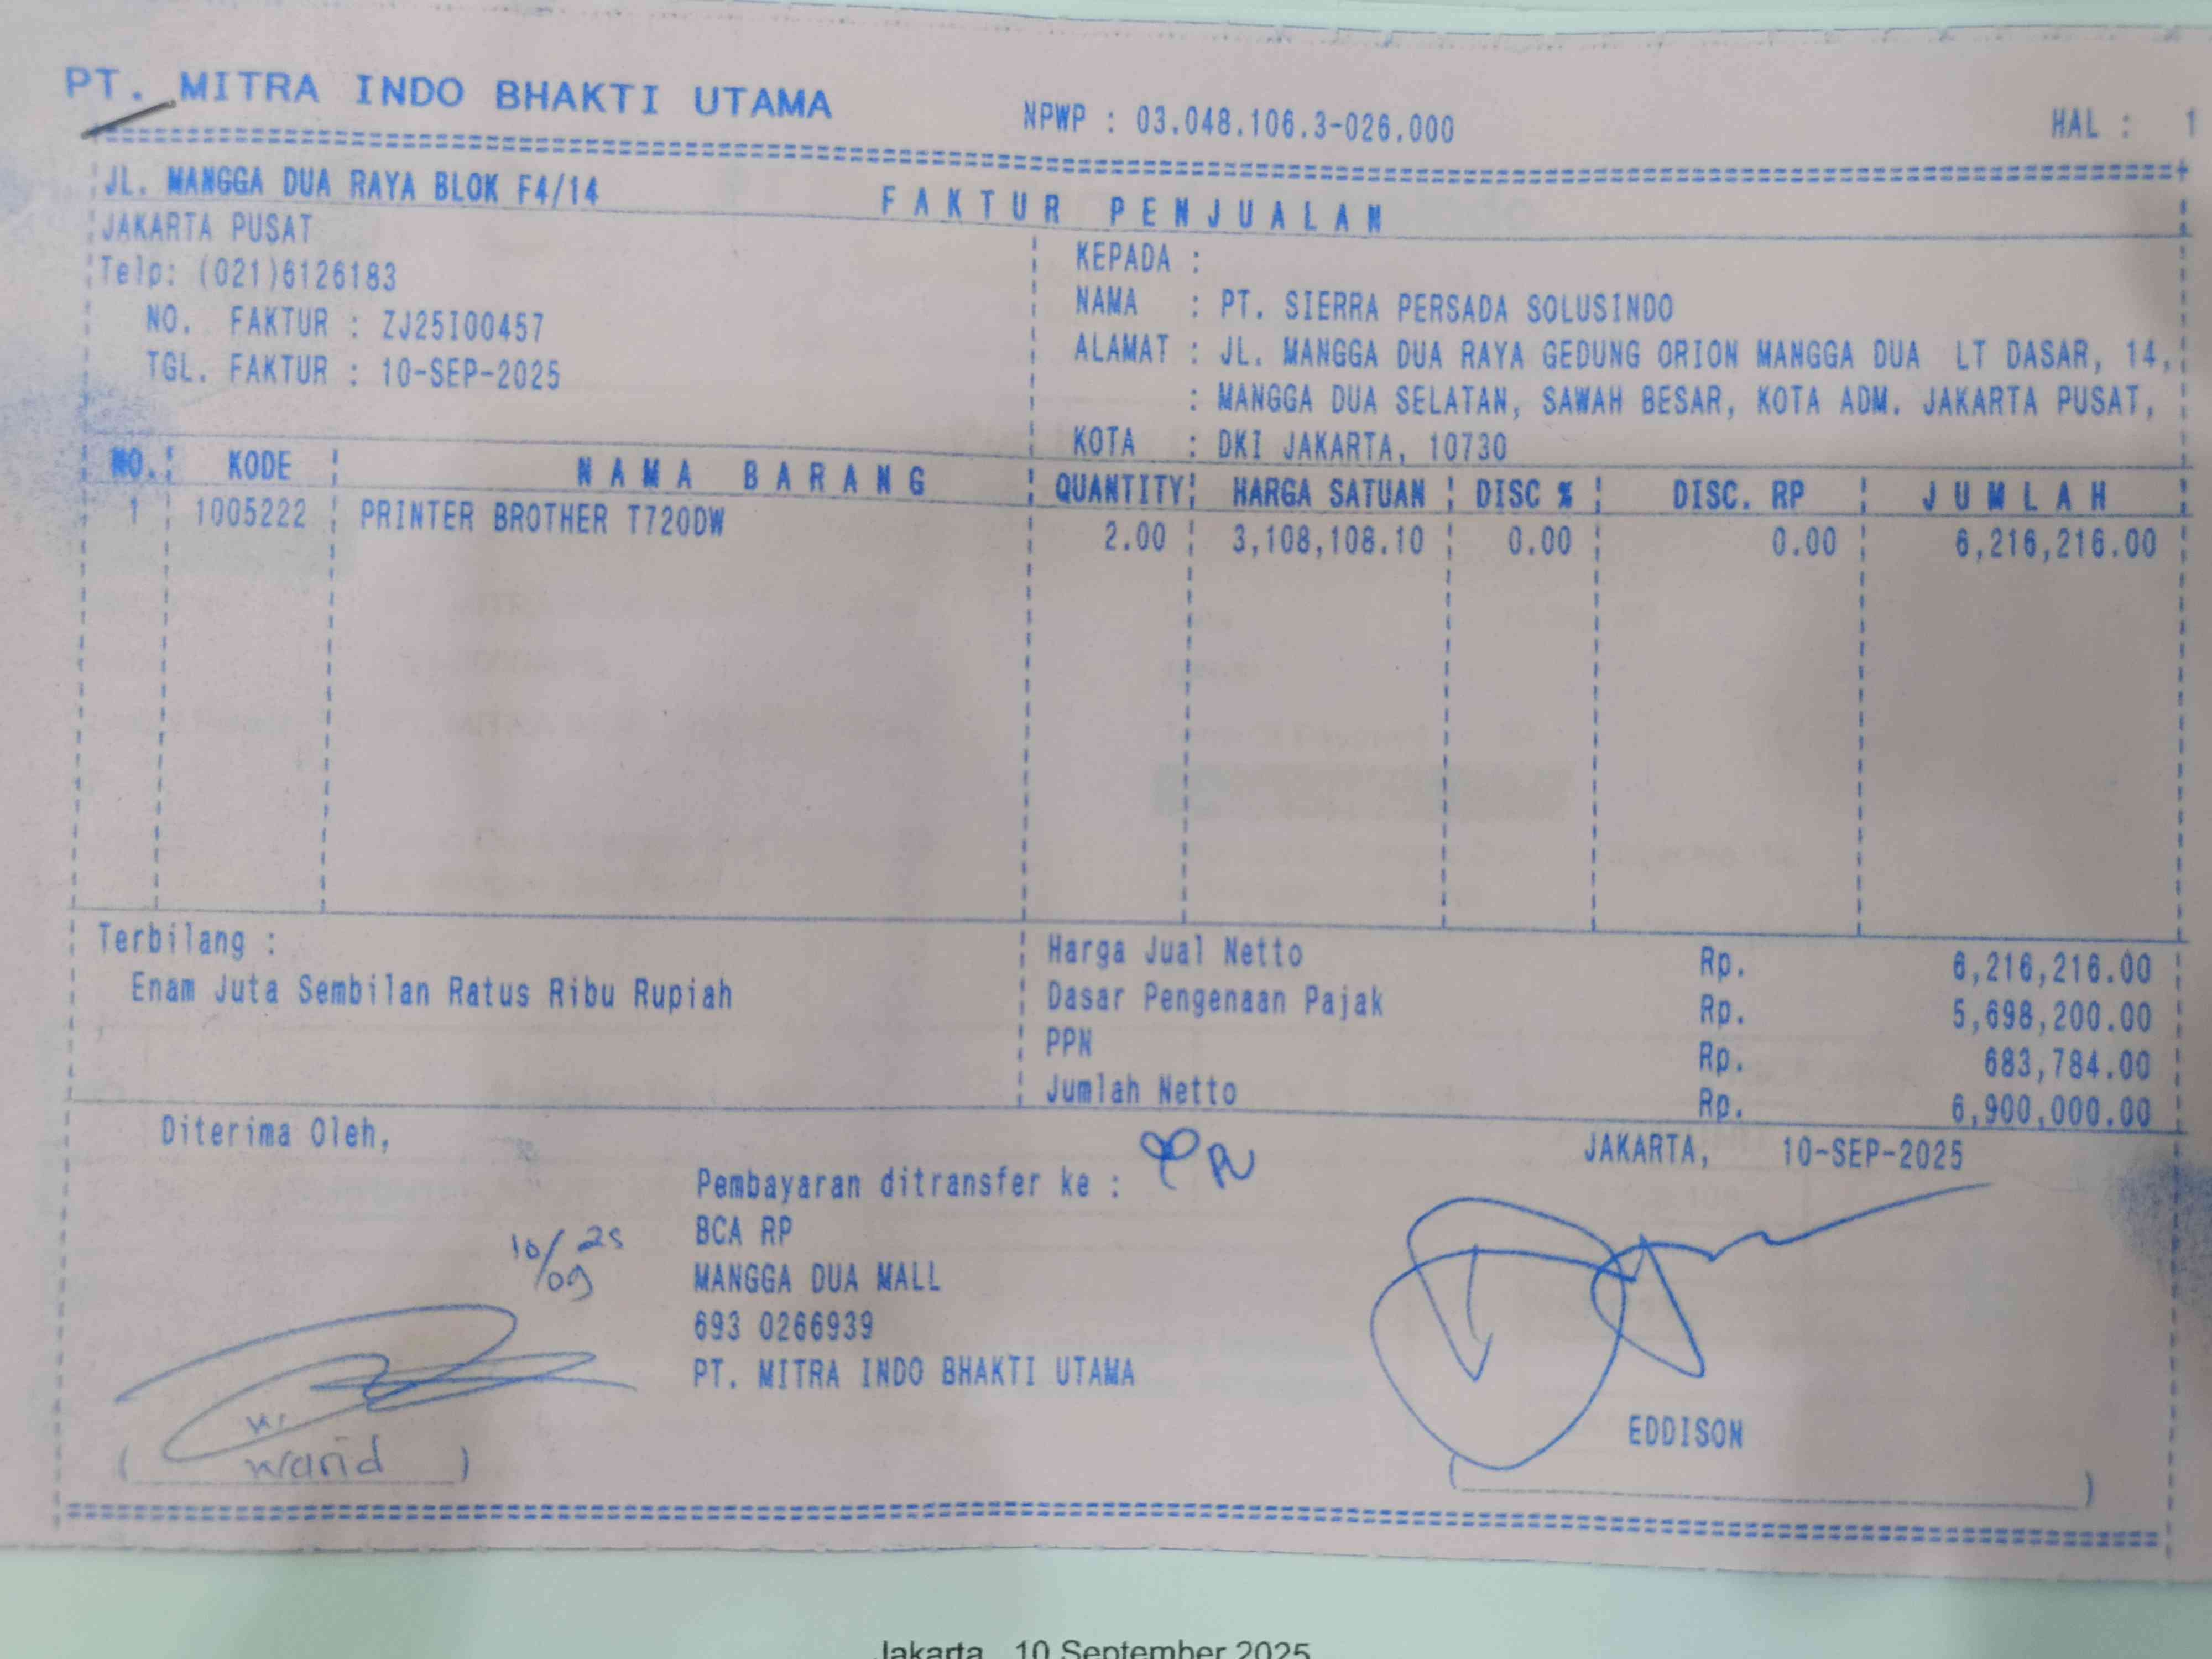 PT. MITRA INDO BHAKTI UTAMA
NPWP : 03.048.106.3-026.000
HAL : 1
JL. MANGGA DUA RAYA BLOK F4/14
FAKTUR PENJUALAN
JAKARTA PUSAT
Telp: (021)6126183
NO. FAKTUR : ZJ25I00457
TGL. FAKTUR : 10-SEP-2025
KEPADA :
NAMA : PT. SIERRA PERSADA SOLUSINDO
ALAMAT : JL. MANGGA DUA RAYA GEDUNG ORION MANGGA DUA LT DASAR, 14,
: MANGGA DUA SELATAN, SAWAH BESAR, KOTA ADM. JAKARTA PUSAT,
KOTA : DKI JAKARTA, 10730
NO. KODE NAMA BARANG QUANTITY HARGA SATUAN DISC % DISC. RP JUMLAH
1 1005222 PRINTER BROTHER T720DW 2.00 3,108,108.10 0.00 0.00 6,216,216.00
Terbilang :
Enam Juta Sembilan Ratus Ribu Rupiah
Harga Jual Netto Rp. 6,216,216.00
Dasar Pengenaan Pajak Rp. 5,698,200.00
PPN Rp. 683,784.00
Jumlah Netto Rp. 6,900,000.00
Diterima Oleh,
10/09 25
warid
Pembayaran ditransfer ke :
BCA RP
MANGGA DUA MALL
693 0266939
PT. MITRA INDO BHAKTI UTAMA
JAKARTA, 10-SEP-2025
EDDISON
Jakarta, 10 September 2025